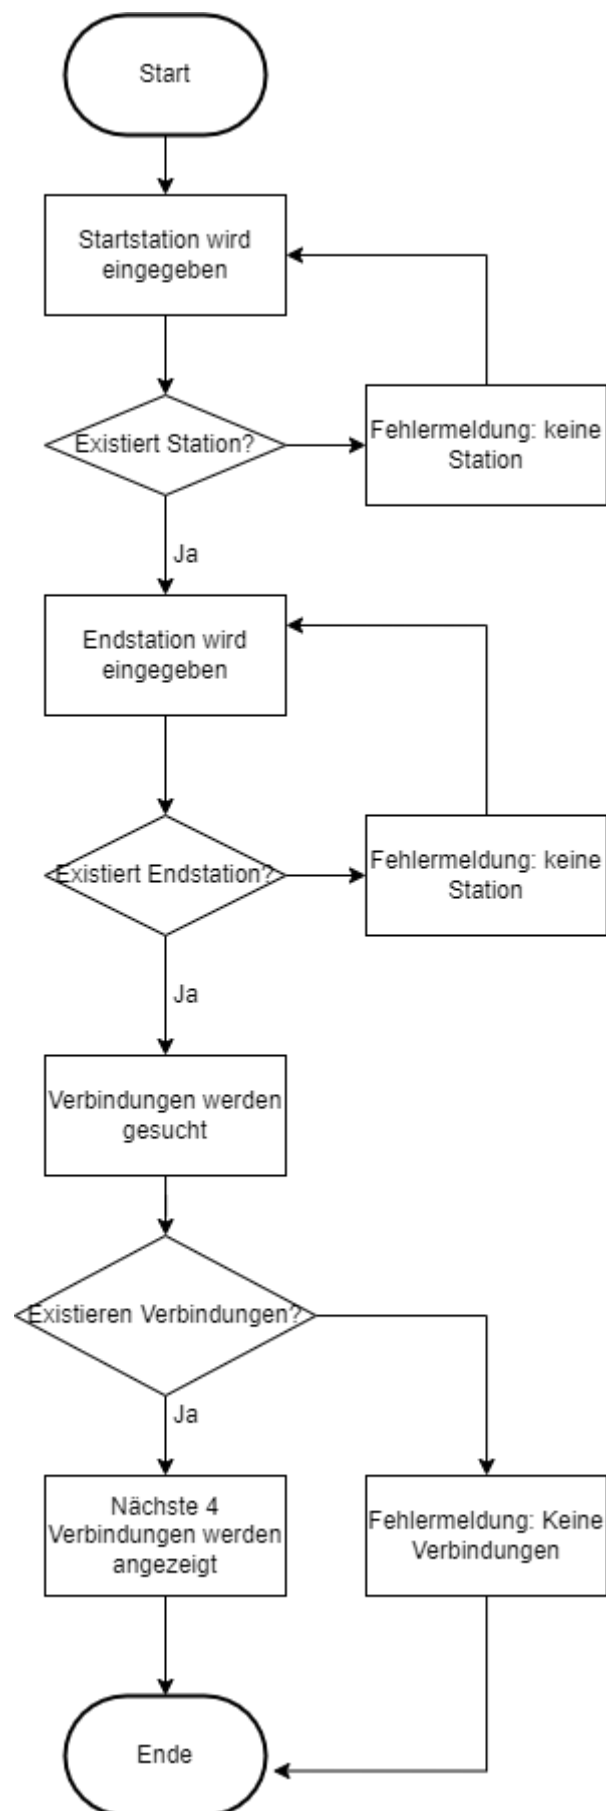 Start
Startstation wird
eingegeben
Existiert Station?
Fehlermeldung: keine
Station
Ja
Endstation wird
eingegeben
Existiert Endstation?
Fehlermeldung: keine
Station
Ja
Verbindungen werden
gesucht
Existieren Verbindungen?
Ja
Nächste 4
Verbindungen werden
angezeigt
Fehlermeldung: Keine
Verbindungen
Ende